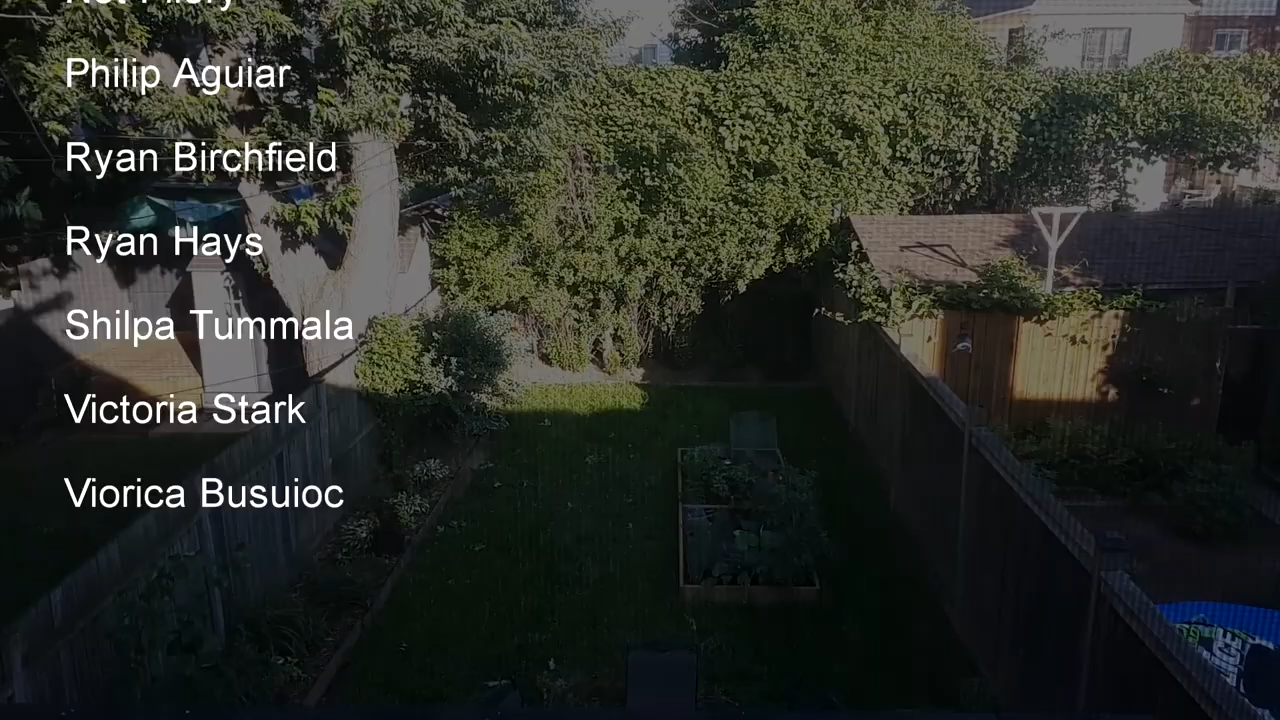 Philip Aguiar
Ryan Birchfield
Ryan Hays
Shilpa Tummala
Victoria Stark
Viorica Busuioc